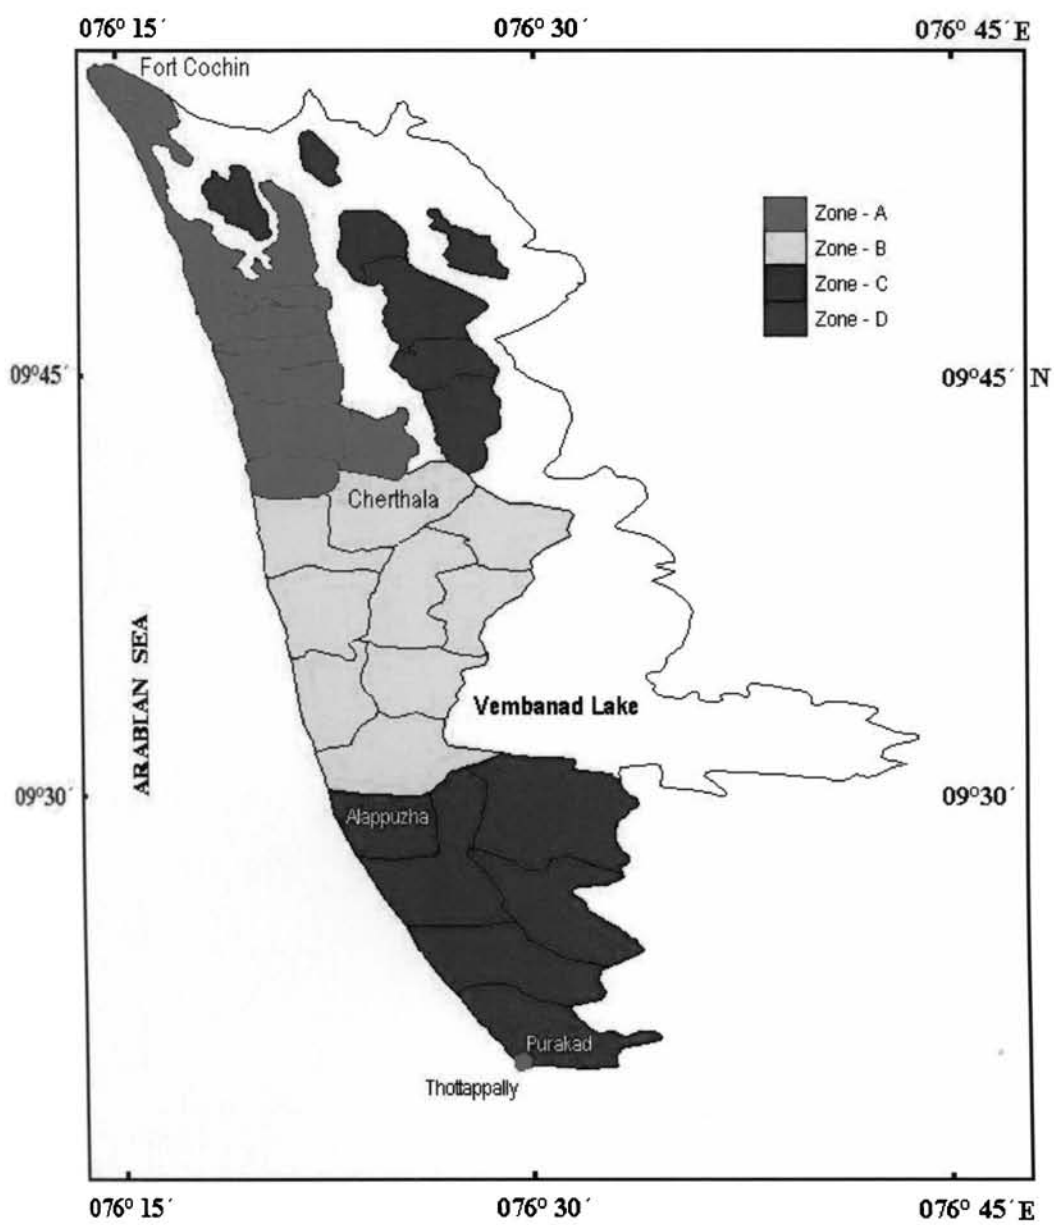 076º 15´ 076º 30´ 076º 45´E
Fort Cochin
Zone - A
Zone - B
Zone - C
Zone - D
09º45´ 09º45´ N
Cherthala
ARABIAN SEA
Vembanad Lake
09º30´ 09º30´
Alappuzha
Purakad
Thottappally
076º 15´ 076º 30´ 076º 45´E